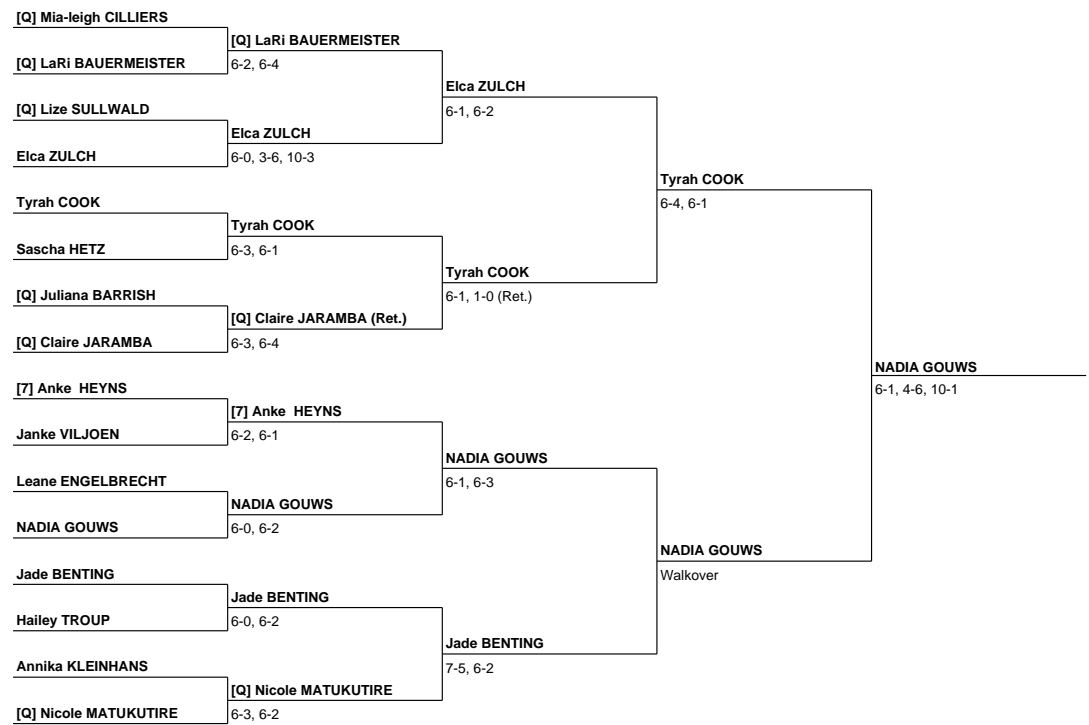 [Q] Mia-leigh CILLIERS
[Q] LaRi BAUERMEISTER
[Q] LaRi BAUERMEISTER
6-2, 6-4
Elca ZULCH
6-1, 6-2
[Q] Lize SULLWALD
Elca ZULCH
Elca ZULCH
6-0, 3-6, 10-3
Tyrah COOK
6-4, 6-1
Tyrah COOK
Tyrah COOK
Sascha HETZ
6-3, 6-1
Tyrah COOK
6-1, 1-0 (Ret.)
[Q] Juliana BARRISH
[Q] Claire JARAMBA (Ret.)
[Q] Claire JARAMBA
6-3, 6-4
NADIA GOUWS
6-1, 4-6, 10-1
[7] Anke  HEYNS
[7] Anke  HEYNS
Janke VILJOEN
6-2, 6-1
NADIA GOUWS
6-1, 6-3
Leane ENGELBRECHT
NADIA GOUWS
NADIA GOUWS
6-0, 6-2
NADIA GOUWS
Walkover
Jade BENTING
Jade BENTING
Hailey TROUP
6-0, 6-2
Jade BENTING
7-5, 6-2
Annika KLEINHANS
[Q] Nicole MATUKUTIRE
[Q] Nicole MATUKUTIRE
6-3, 6-2